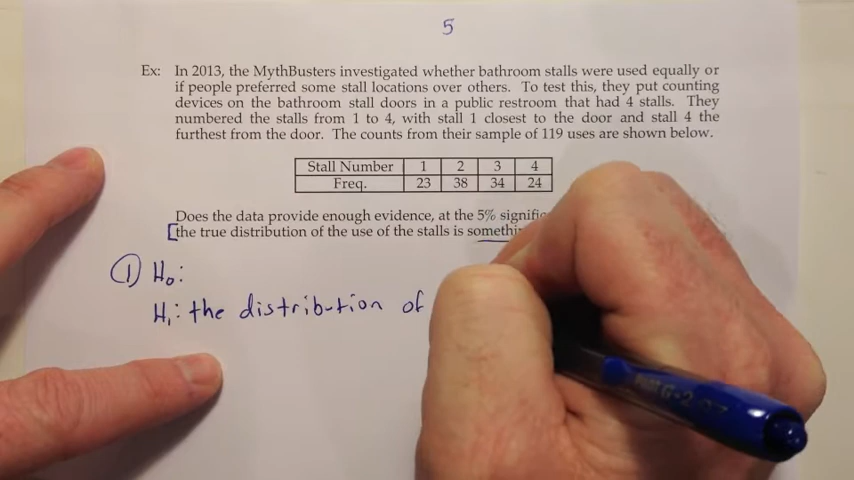 5
Ex: In 2013, the MythBusters investigated whether bathroom stalls were used equally or
if people preferred some stall locations over others. To test this, they put counting
devices on the bathroom stall doors in a public restroom that had 4 stalls. They
numbered the stalls from 1 to 4, with stall 1 closest to the door and stall 4 the
furthest from the door. The counts from their sample of 119 uses are shown below.
Stall Number 1 2 3 4
Freq. 23 38 34 24
Does the data provide enough evidence, at the 5%
[the true distribution of the use of the stalls is
① H₀:
H₁: the distribution of
PILOT G-2 07